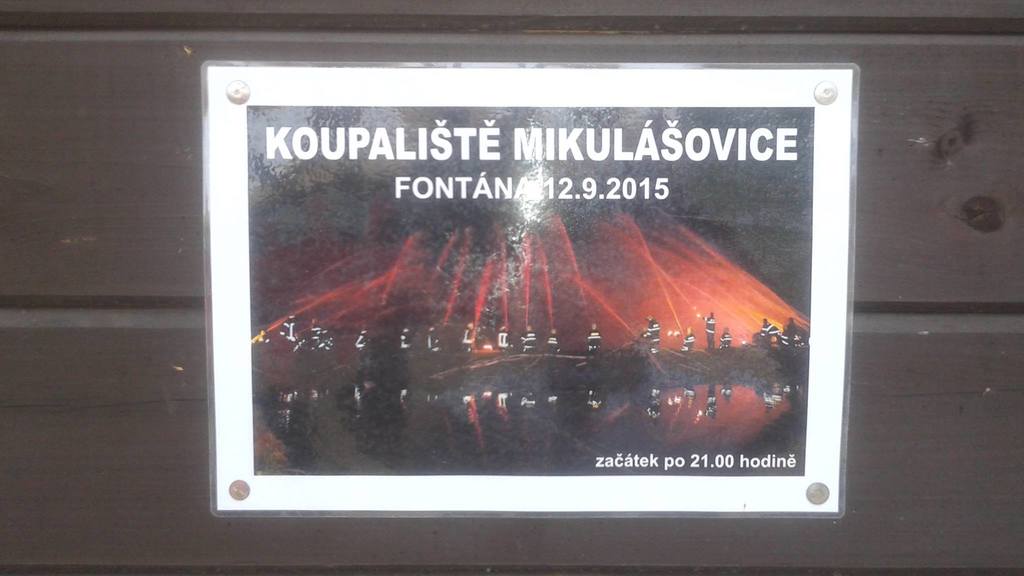 KOUPALIŠTĚ MIKULÁŠOVICE
FONTÁNA 12.9.2015
začátek po 21.00 hodině